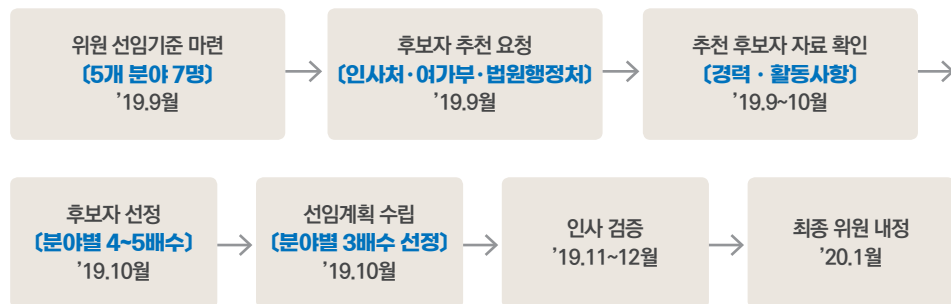 위원 선임기준 마련
(5개 분야 7명)
’19.9월
후보자 추천 요청
(인사처·여가부·법원행정처)
’19.9월
추천 후보자 자료 확인
(경력·활동사항)
’19.9~10월
후보자 선정
(분야별 4~5배수)
’19.10월
선임계획 수립
(분야별 3배수 선정)
’19.10월
인사 검증
’19.11~12월
최종 위원 내정
’20.1월